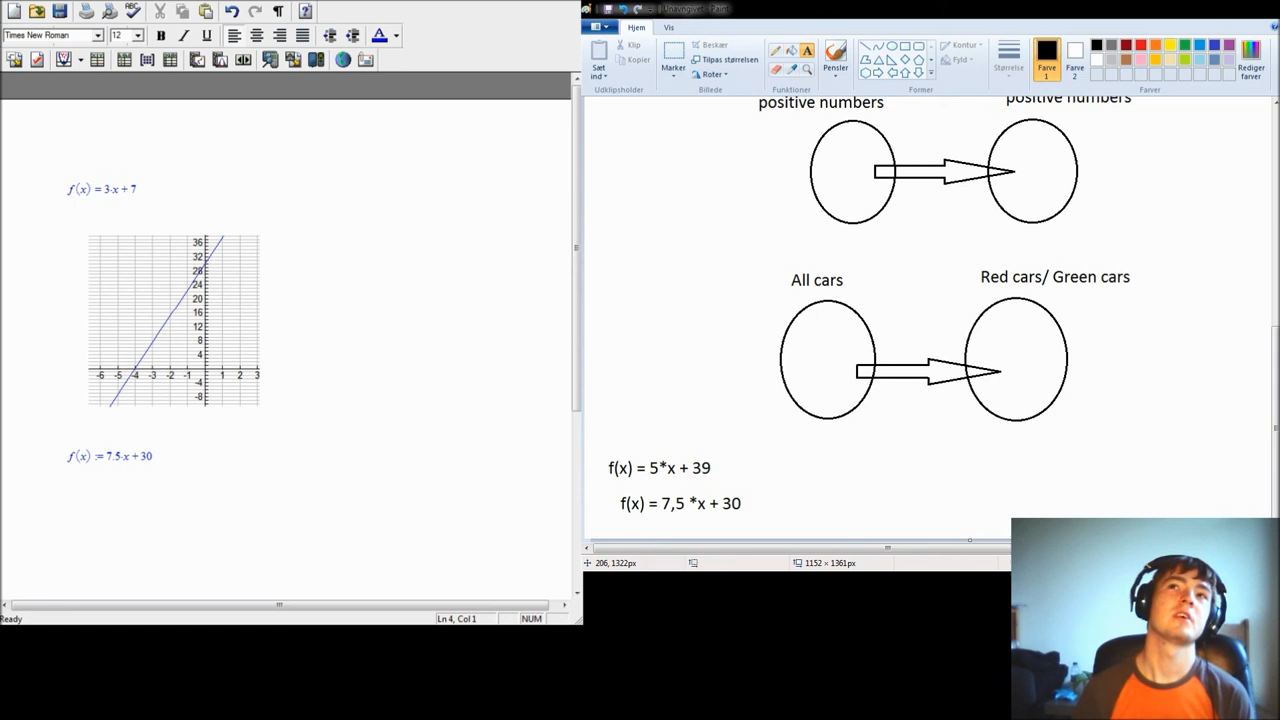 Unavngivet - Paint
Hjem Vis
Times New Roman 12 B I U A
Sæt ind Klip Kopier
Udklipsholder
Marker Beskær Tilpas størrelsen Roter
Billede
A
Funktioner
Pensler
Kontur Fyld
Former
Størrelse
Farve 1 Farve 2 Rediger farver
Farver
f(x) = 3·x + 7
36
32
28
24
20
16
12
8
4
-6 -5 -4 -3 -2 -1 1 2 3
-4
-8
f(x) := 7.5·x + 30
Ready Ln 4, Col 1 NUM
positive numbers positive numbers
All cars Red cars/ Green cars
f(x) = 5*x + 39
f(x) = 7,5 *x + 30
206, 1322px 1152 × 1361px